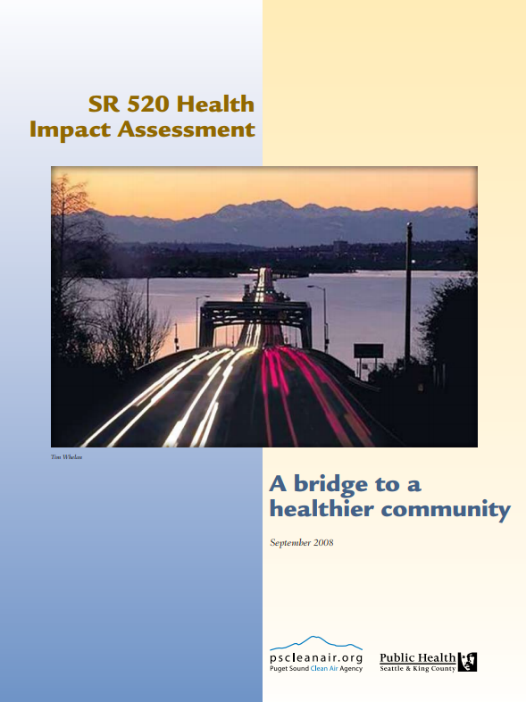 SR 520 Health
Impact Assessment
Tim Whelan
A bridge to a
healthier community
September 2008
pscleanair.org
Puget Sound Clean Air Agency
Public Health
Seattle & King County